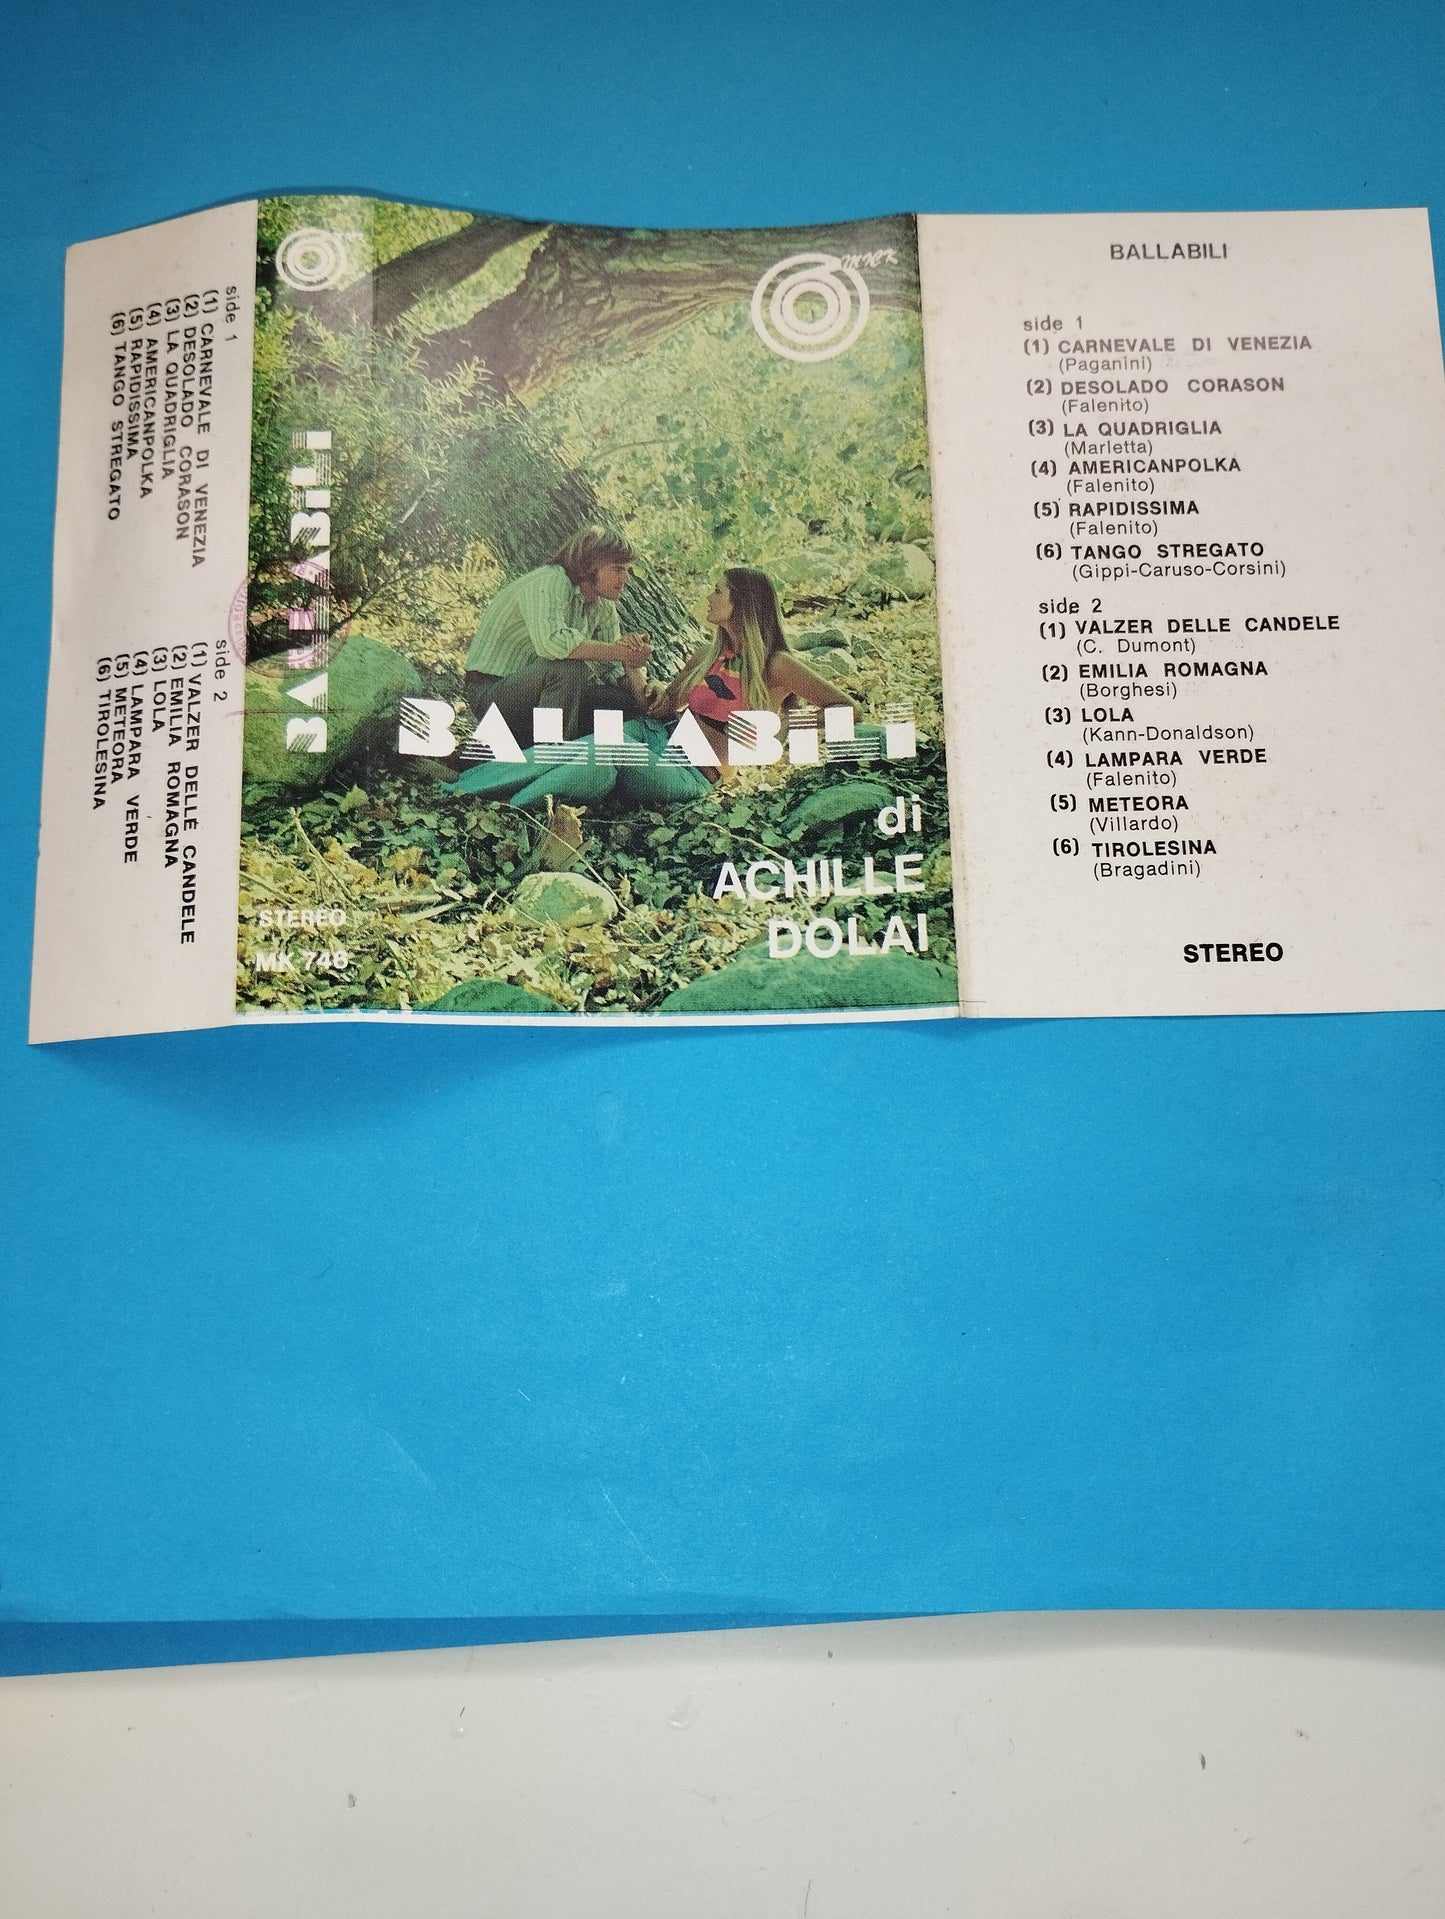 side 1
(1) CARNEVALE DI VENEZIA
(2) DESOLADO CORASON
(3) LA QUADRIGLIA
(4) AMERICANPOLKA
(5) RAPIDISSIMA
(6) TANGO STREGATO
side 2
(1) VALZER DELLE CANDELE
(2) EMILIA ROMAGNA
(3) LOLA
(4) LAMPARA VERDE
(5) METEORA
(6) TIROLESINA
BALLABILI
STEREO
MK 746
MICK
BALLABILI
di
ACHILLE
DOLAI
BALLABILI
side 1
(1) CARNEVALE DI VENEZIA
(Paganini)
(2) DESOLADO CORASON
(Falenito)
(3) LA QUADRIGLIA
(Marletta)
(4) AMERICANPOLKA
(Falenito)
(5) RAPIDISSIMA
(Falenito)
(6) TANGO STREGATO
(Gippi-Caruso-Corsini)
side 2
(1) VALZER DELLE CANDELE
(C. Dumont)
(2) EMILIA ROMAGNA
(Borghesi)
(3) LOLA
(Kann-Donaldson)
(4) LAMPARA VERDE
(Falenito)
(5) METEORA
(Villardo)
(6) TIROLESINA
(Bragadini)
STEREO